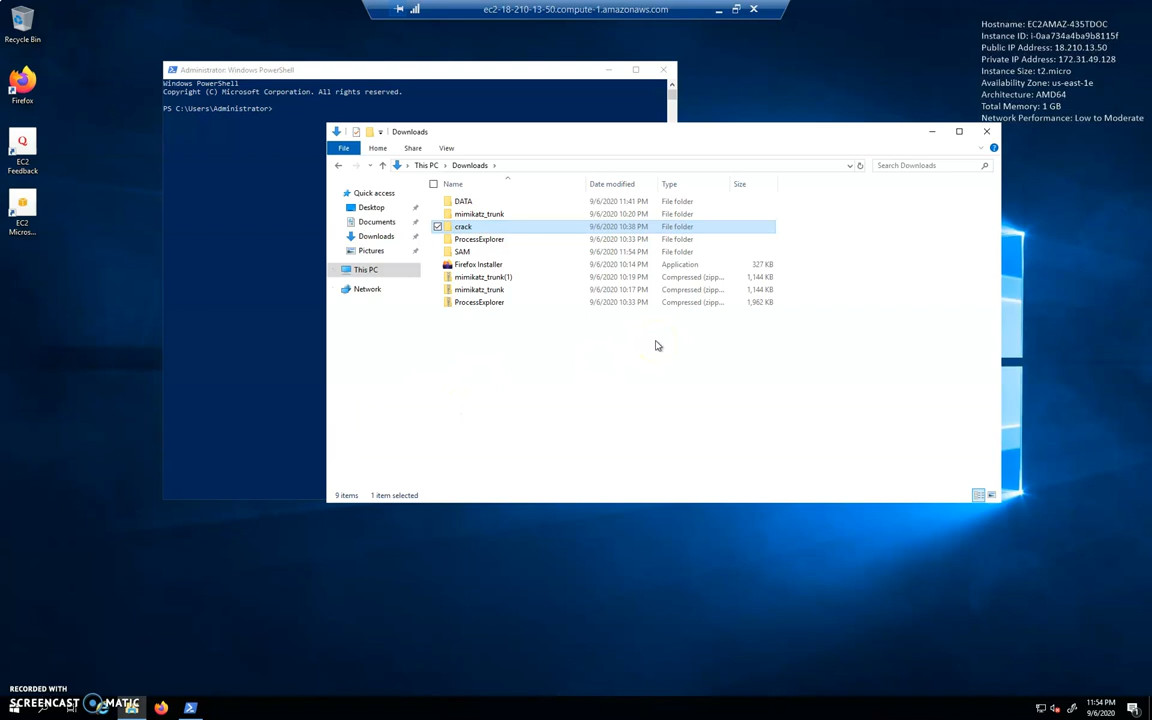 ec2-18-210-13-50.compute-1.amazonaws.com
Hostname: EC2AMAZ-435TDOC
Instance ID: i-0aa734a4ba9b8115f
Public IP Address: 18.210.13.50
Private IP Address: 172.31.49.128
Instance Size: t2.micro
Availability Zone: us-east-1e
Architecture: AMD64
Total Memory: 1 GB
Network Performance: Low to Moderate
Recycle Bin
Firefox
EC2
Feedback
EC2
Micros...
Administrator: Windows PowerShell
Windows PowerShell
Copyright (C) Microsoft Corporation. All rights reserved.
PS C:\Users\Administrator>
Downloads
File Home Share View
This PC Downloads
Search Downloads
Name Date modified Type Size
Quick access
Desktop
Documents
Downloads
Pictures
This PC
Network
DATA 9/6/2020 11:41 PM File folder
mimikatz_trunk 9/6/2020 10:20 PM File folder
crack 9/6/2020 10:38 PM File folder
ProcessExplorer 9/6/2020 10:33 PM File folder
SAM 9/6/2020 11:54 PM File folder
Firefox Installer 9/6/2020 10:14 PM Application 327 KB
mimikatz_trunk(1) 9/6/2020 10:19 PM Compressed (zipp... 1,144 KB
mimikatz_trunk 9/6/2020 10:17 PM Compressed (zipp... 1,144 KB
ProcessExplorer 9/6/2020 10:33 PM Compressed (zipp... 1,962 KB
9 items 1 item selected
RECORDED WITH
SCREENCAST MATIC
11:54 PM
9/6/2020